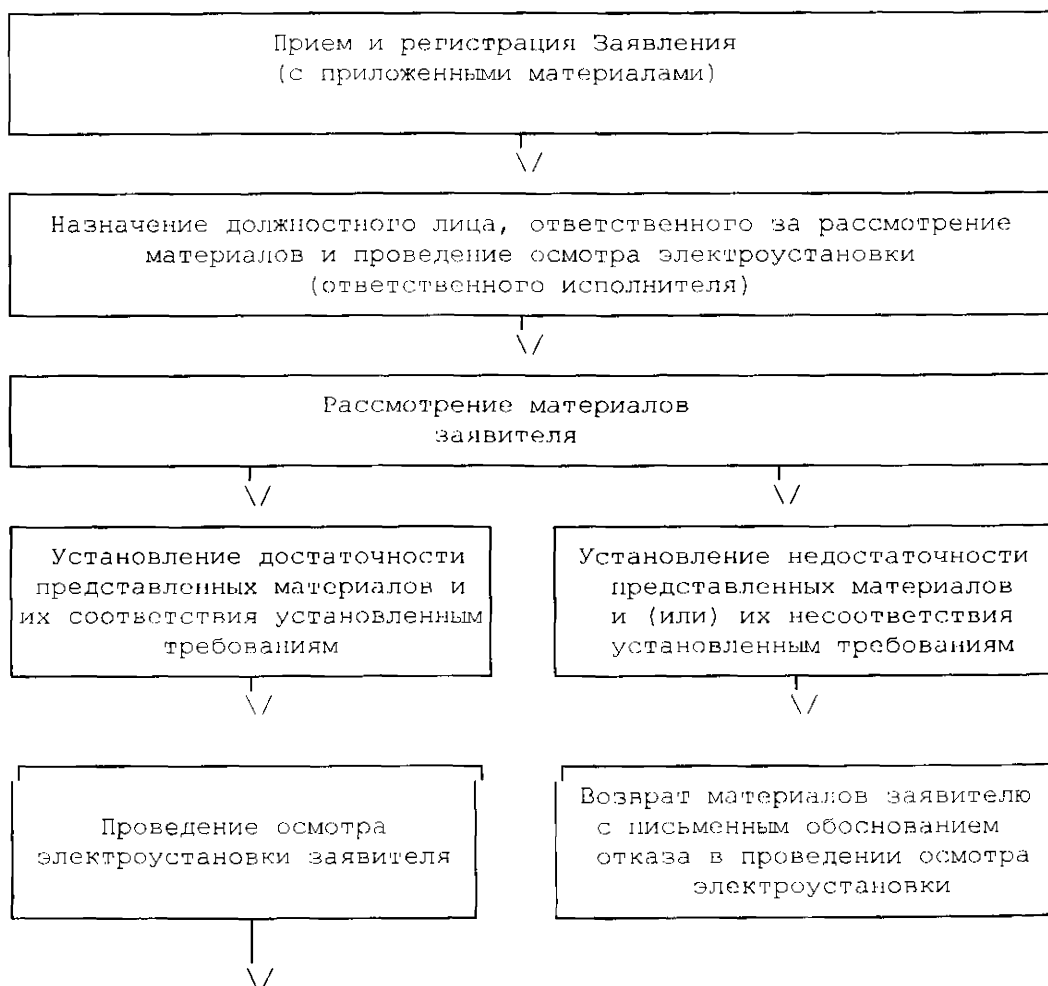 Прием и регистрация Заявления
(с приложенными материалами)
Назначение должностного лица, ответственного за рассмотрение
материалов и проведение осмотра электроустановки
(ответственного исполнителя)
Рассмотрение материалов
заявителя
Установление достаточности
представленных материалов и
их соответствия установленным
требованиям
Установление недостаточности
представленных материалов
и (или) их несоответствия
установленным требованиям
Проведение осмотра
электроустановки заявителя
Возврат материалов заявителю
с письменным обоснованием
отказа в проведении осмотра
электроустановки